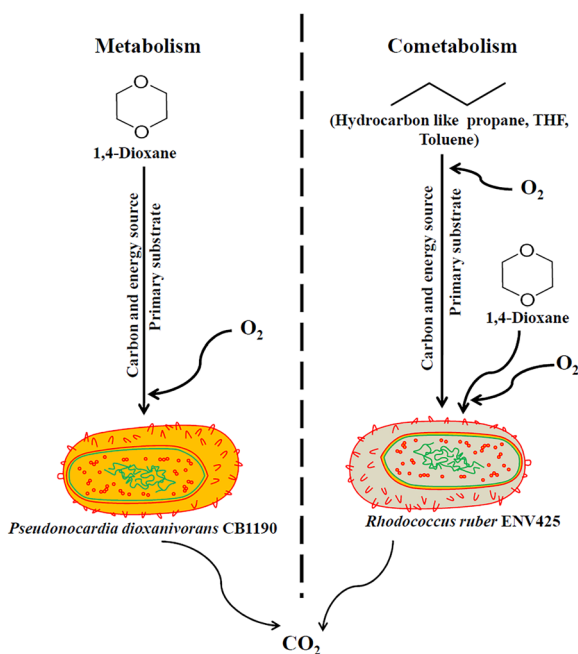 Metabolism
O
O
1,4-Dioxane
Carbon and energy source
Primary substrate
O2
Pseudonocardia dioxanivorans CB1190
Cometabolism
(Hydrocarbon like propane, THF,
Toluene)
O2
Carbon and energy source
Primary substrate
O
O
1,4-Dioxane
O2
Rhodococcus ruber ENV425
CO2